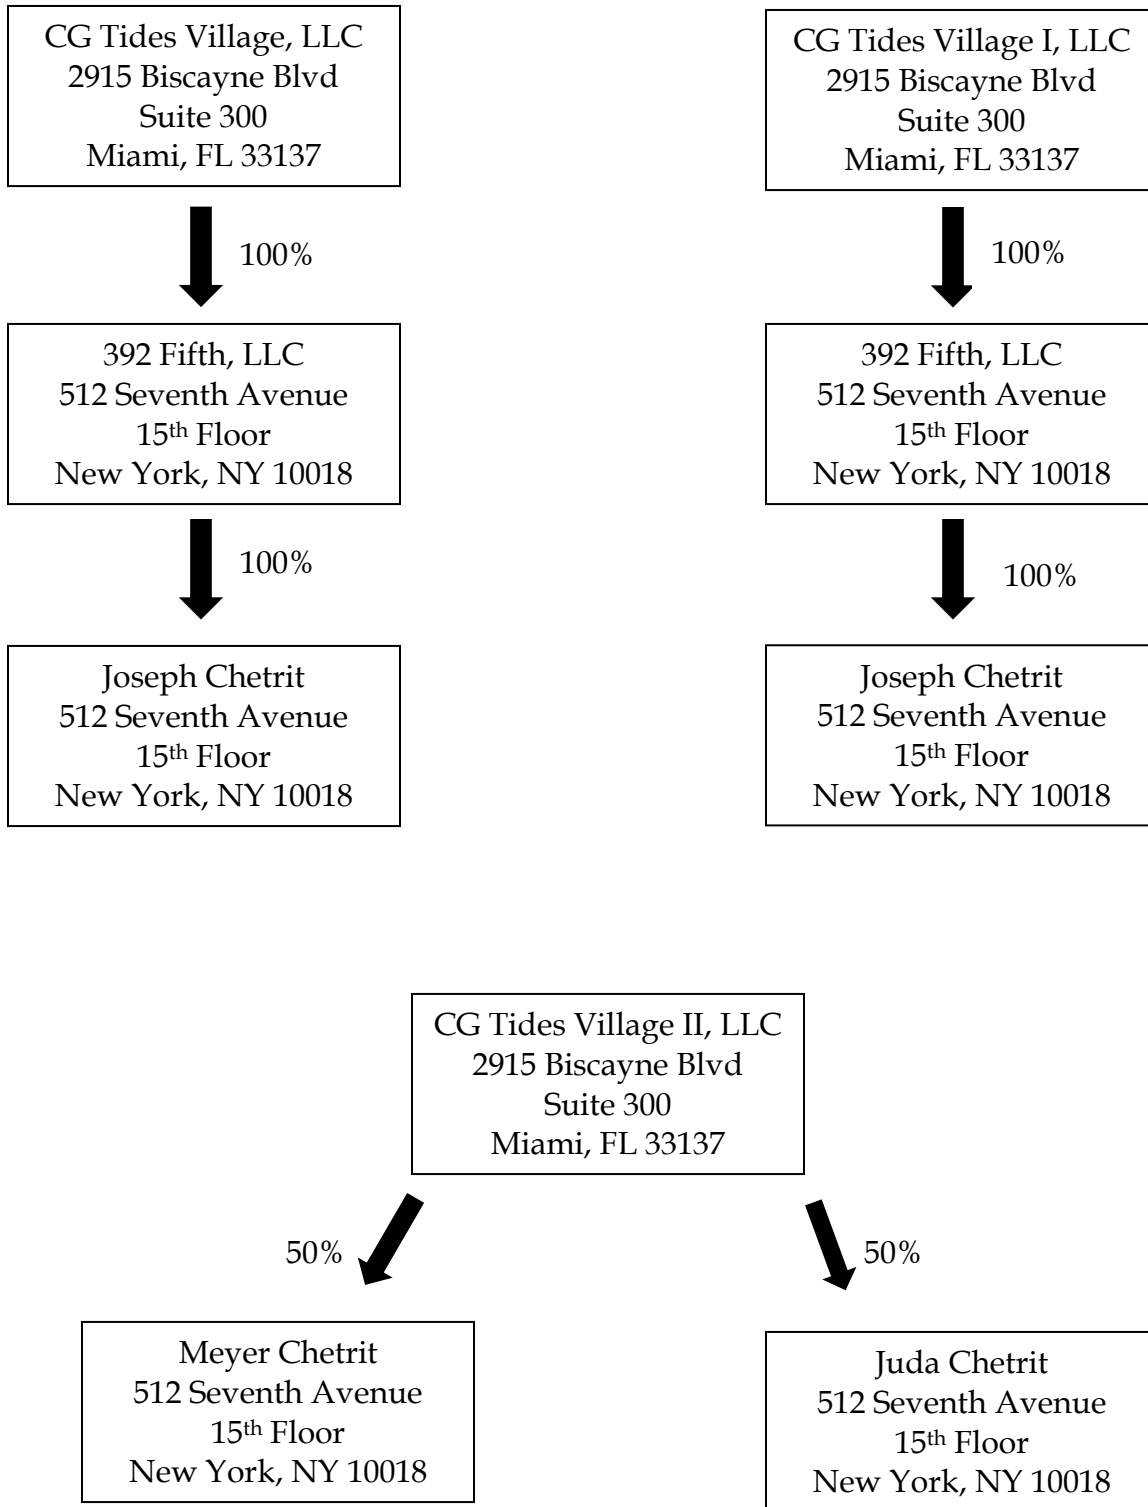 CG Tides Village, LLC
2915 Biscayne Blvd
Suite 300
Miami, FL 33137
CG Tides Village I, LLC
2915 Biscayne Blvd
Suite 300
Miami, FL 33137
100%
100%
392 Fifth, LLC
512 Seventh Avenue
15th Floor
New York, NY 10018
392 Fifth, LLC
512 Seventh Avenue
15th Floor
New York, NY 10018
100%
100%
Joseph Chetrit
512 Seventh Avenue
15th Floor
New York, NY 10018
Joseph Chetrit
512 Seventh Avenue
15th Floor
New York, NY 10018
CG Tides Village II, LLC
2915 Biscayne Blvd
Suite 300
Miami, FL 33137
50%
50%
Meyer Chetrit
512 Seventh Avenue
15th Floor
New York, NY 10018
Juda Chetrit
512 Seventh Avenue
15th Floor
New York, NY 10018